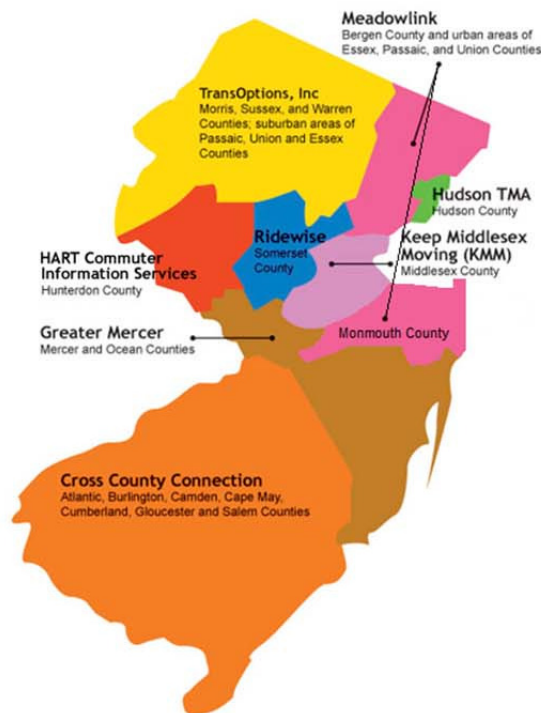 Meadowlink
Bergen County and urban areas of
Essex, Passaic, and Union Counties
TransOptions, Inc
Morris, Sussex, and Warren
Counties; suburban areas of
Passaic, Union and Essex
Counties
Hudson TMA
Hudson County
Ridewise
Somerset
County
Keep Middlesex
Moving (KMM)
Middlesex County
HART Commuter
Information Services
Hunterdon County
Greater Mercer
Mercer and Ocean Counties
Monmouth County
Cross County Connection
Atlantic, Burlington, Camden, Cape May,
Cumberland, Gloucester and Salem Counties